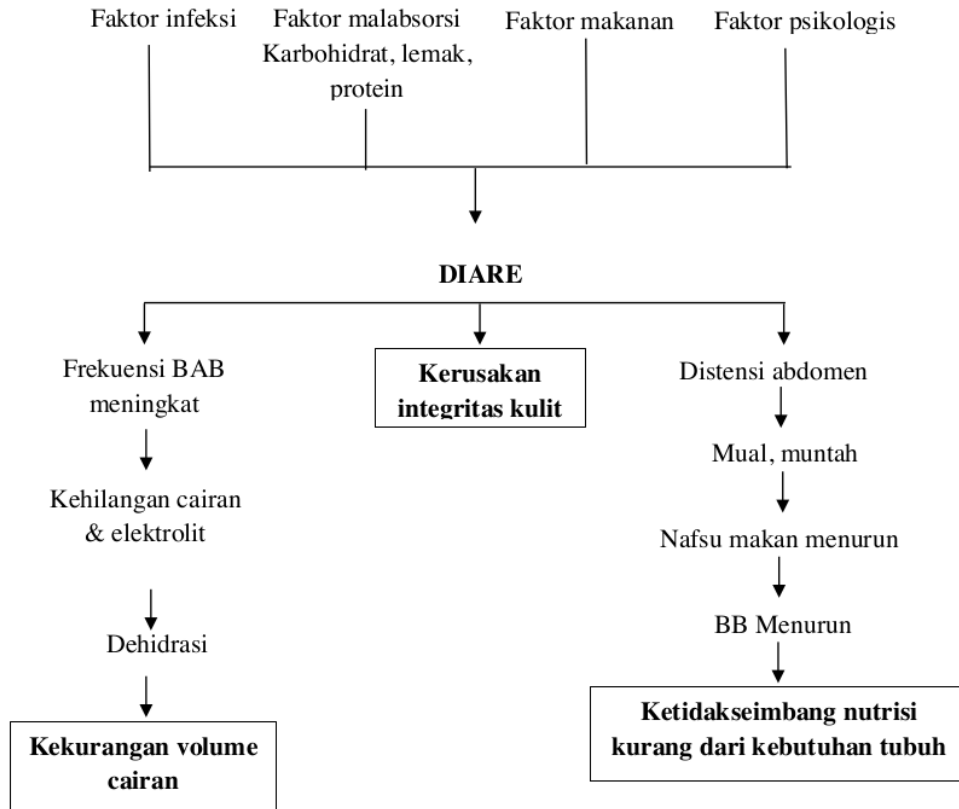 Faktor infeksi
Faktor malabsorsi
Karbohidrat, lemak,
protein
Faktor makanan
Faktor psikologis
DIARE
Frekuensi BAB
meningkat
Kehilangan cairan
& elektrolit
Dehidrasi
Kekurangan volume
cairan
Kerusakan
integritas kulit
Distensi abdomen
Mual, muntah
Nafsu makan menurun
BB Menurun
Ketidakseimbang nutrisi
kurang dari kebutuhan tubuh